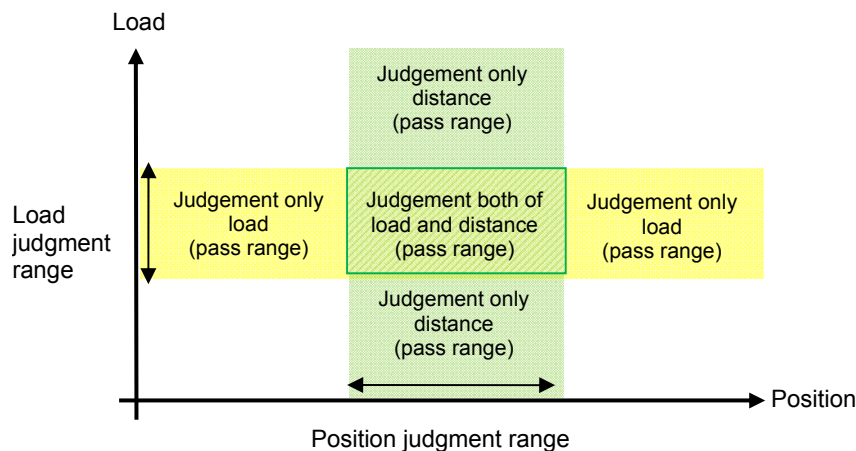 Load
Judgement only
distance
(pass range)
Load
judgment
range
Judgement only
load
(pass range)
Judgement both of
load and distance
(pass range)
Judgement only
load
(pass range)
Judgement only
distance
(pass range)
Position
Position judgment range